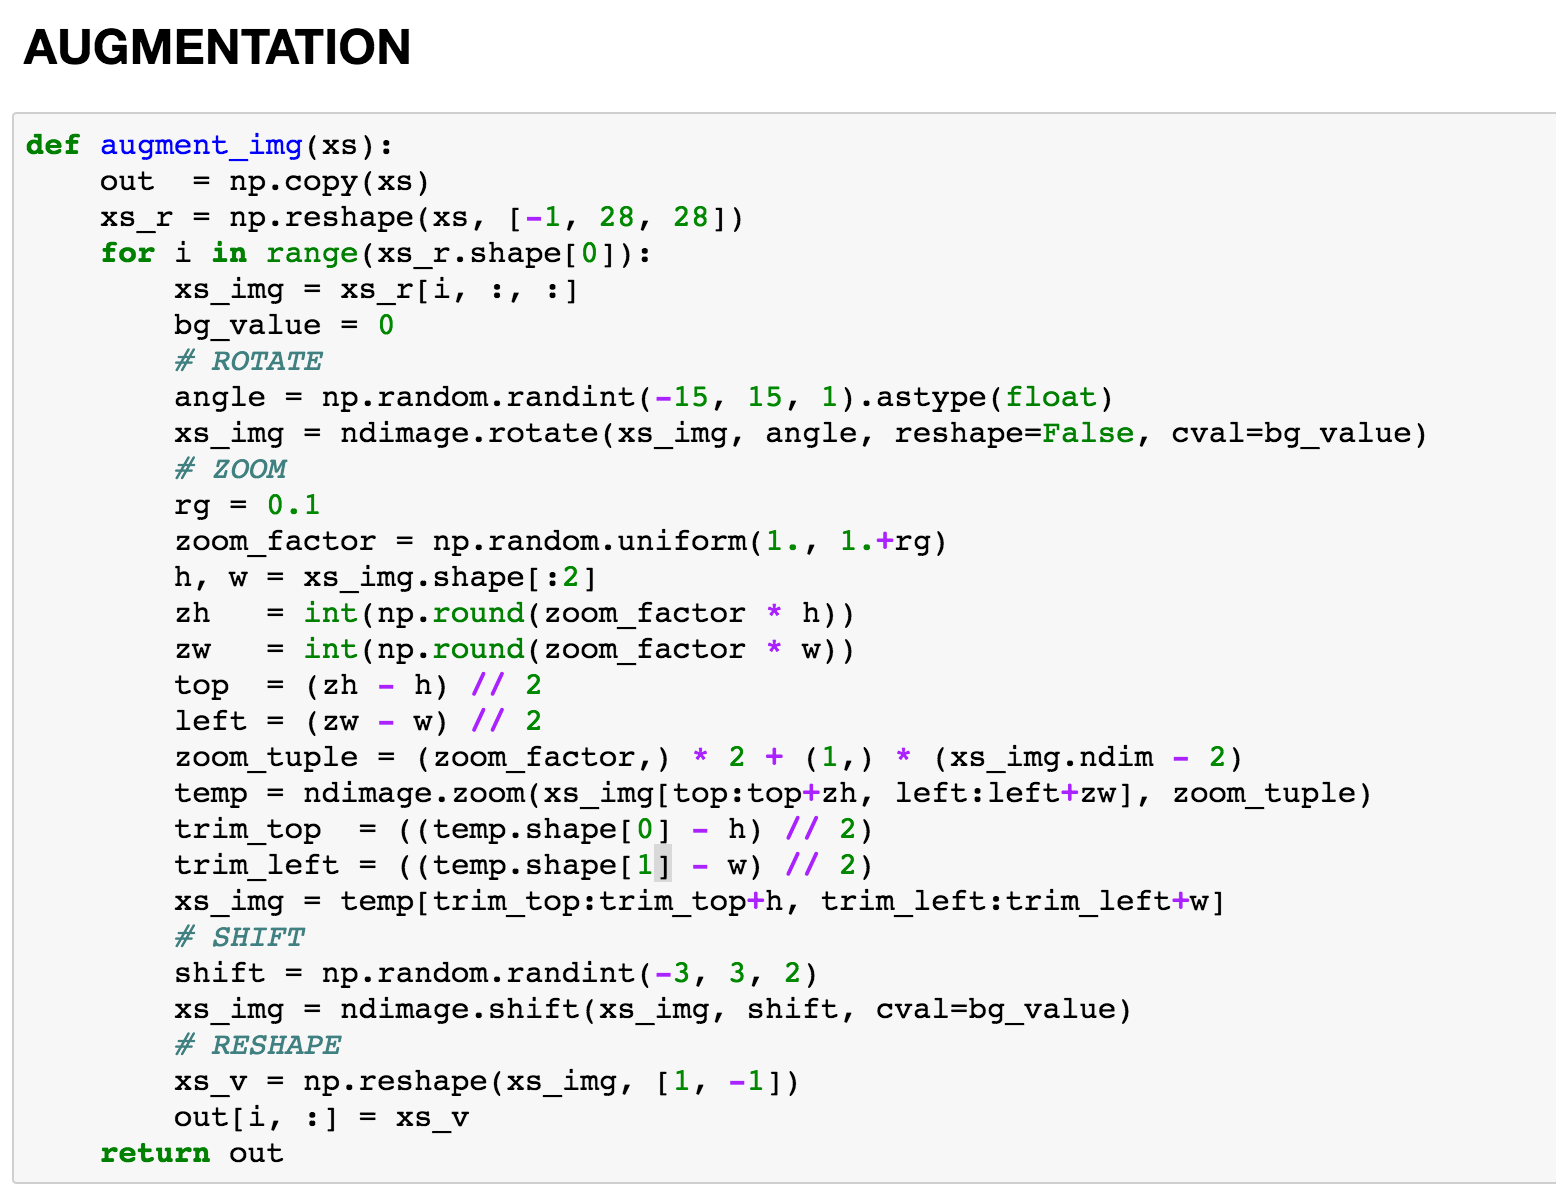 AUGMENTATION
def augment_img(xs):
    out  = np.copy(xs)
    xs_r = np.reshape(xs, [-1, 28, 28])
    for i in range(xs_r.shape[0]):
        xs_img = xs_r[i, :, :]
        bg_value = 0
        # ROTATE
        angle = np.random.randint(-15, 15, 1).astype(float)
        xs_img = ndimage.rotate(xs_img, angle, reshape=False, cval=bg_value)
        # ZOOM
        rg = 0.1
        zoom_factor = np.random.uniform(1., 1.+rg)
        h, w = xs_img.shape[:2]
        zh   = int(np.round(zoom_factor * h))
        zw   = int(np.round(zoom_factor * w))
        top  = (zh - h) // 2
        left = (zw - w) // 2
        zoom_tuple = (zoom_factor,) * 2 + (1,) * (xs_img.ndim - 2)
        temp = ndimage.zoom(xs_img[top:top+zh, left:left+zw], zoom_tuple)
        trim_top  = ((temp.shape[0] - h) // 2)
        trim_left = ((temp.shape[1] - w) // 2)
        xs_img = temp[trim_top:trim_top+h, trim_left:trim_left+w]
        # SHIFT
        shift = np.random.randint(-3, 3, 2)
        xs_img = ndimage.shift(xs_img, shift, cval=bg_value)
        # RESHAPE
        xs_v = np.reshape(xs_img, [1, -1])
        out[i, :] = xs_v
    return out